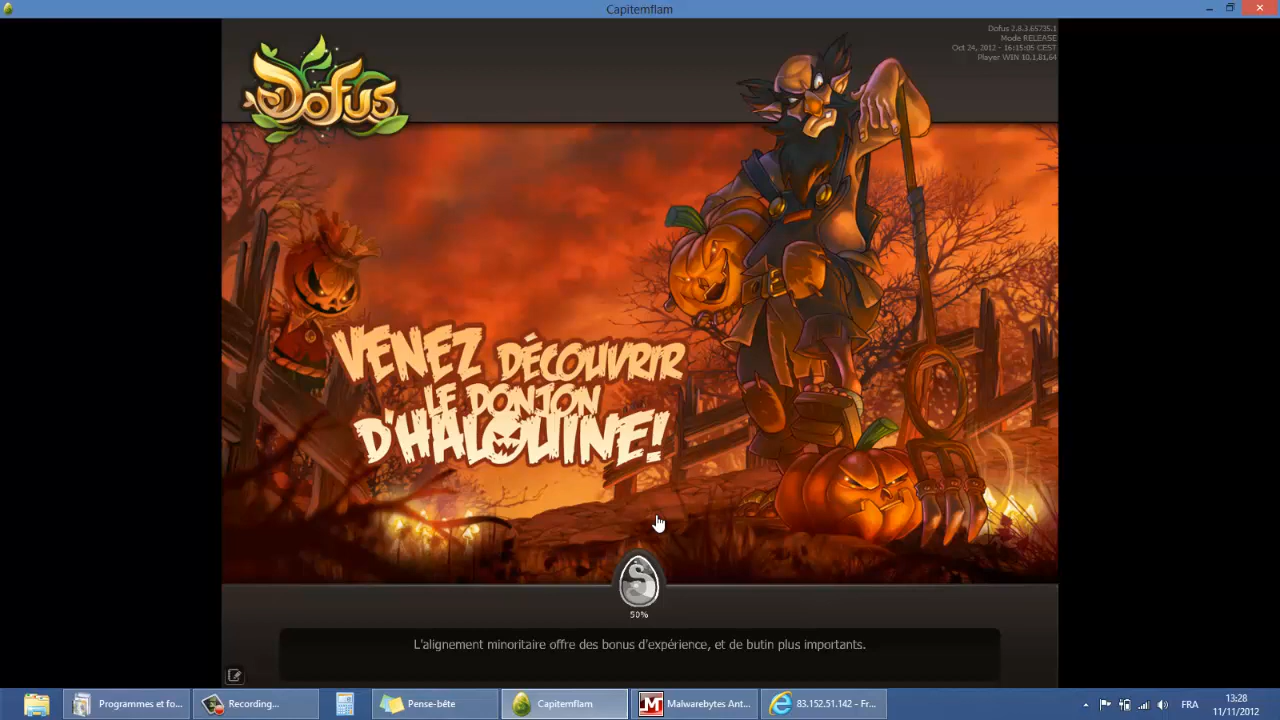 Capitemflam
Dofus 2.8.3.65735.1
Mode RELEASE
Oct 24, 2012 - 16:15:05 CEST
Player WIN 10,1,81,64
DOFUS
VENEZ DÉCOUVRIR
LE DONJON
D'HALOUINE!
50%
L'alignement minoritaire offre des bonus d'expérience, et de butin plus importants.
Programmes et fo...
Recording...
Pense-bête
Capitemflam
Malwarebytes Ant...
83.152.51.142 - Fr...
FRA
13:28
11/11/2012